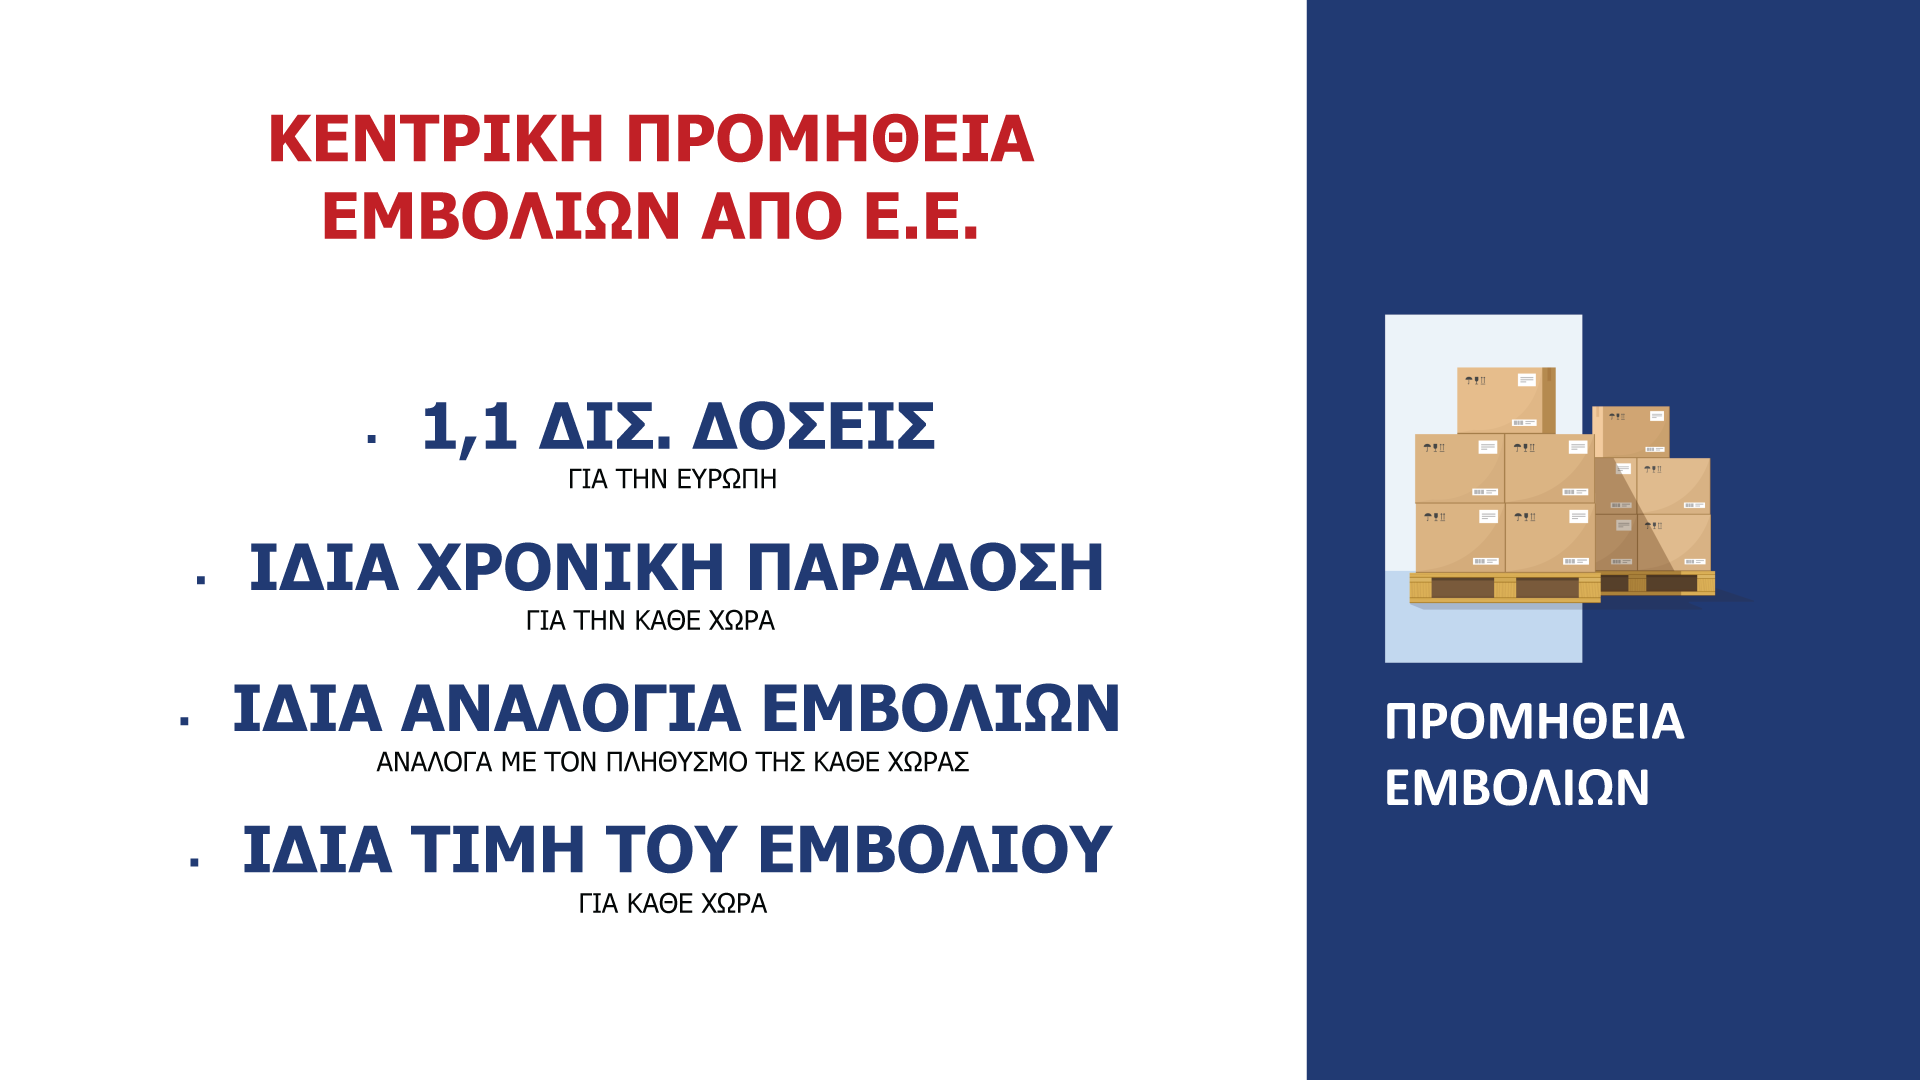 ΚΕΝΤΡΙΚΗ ΠΡΟΜΗΘΕΙΑ
ΕΜΒΟΛΙΩΝ ΑΠΟ Ε.Ε.
▪ 1,1 ΔΙΣ. ΔΟΣΕΙΣ
ΓΙΑ ΤΗΝ ΕΥΡΩΠΗ
▪ ΙΔΙΑ ΧΡΟΝΙΚΗ ΠΑΡΑΔΟΣΗ
ΓΙΑ ΤΗΝ ΚΑΘΕ ΧΩΡΑ
▪ ΙΔΙΑ ΑΝΑΛΟΓΙΑ ΕΜΒΟΛΙΩΝ
ΑΝΑΛΟΓΑ ΜΕ ΤΟΝ ΠΛΗΘΥΣΜΟ ΤΗΣ ΚΑΘΕ ΧΩΡΑΣ
▪ ΙΔΙΑ ΤΙΜΗ ΤΟΥ ΕΜΒΟΛΙΟΥ
ΓΙΑ ΚΑΘΕ ΧΩΡΑ
ΠΡΟΜΗΘΕΙΑ
ΕΜΒΟΛΙΩΝ